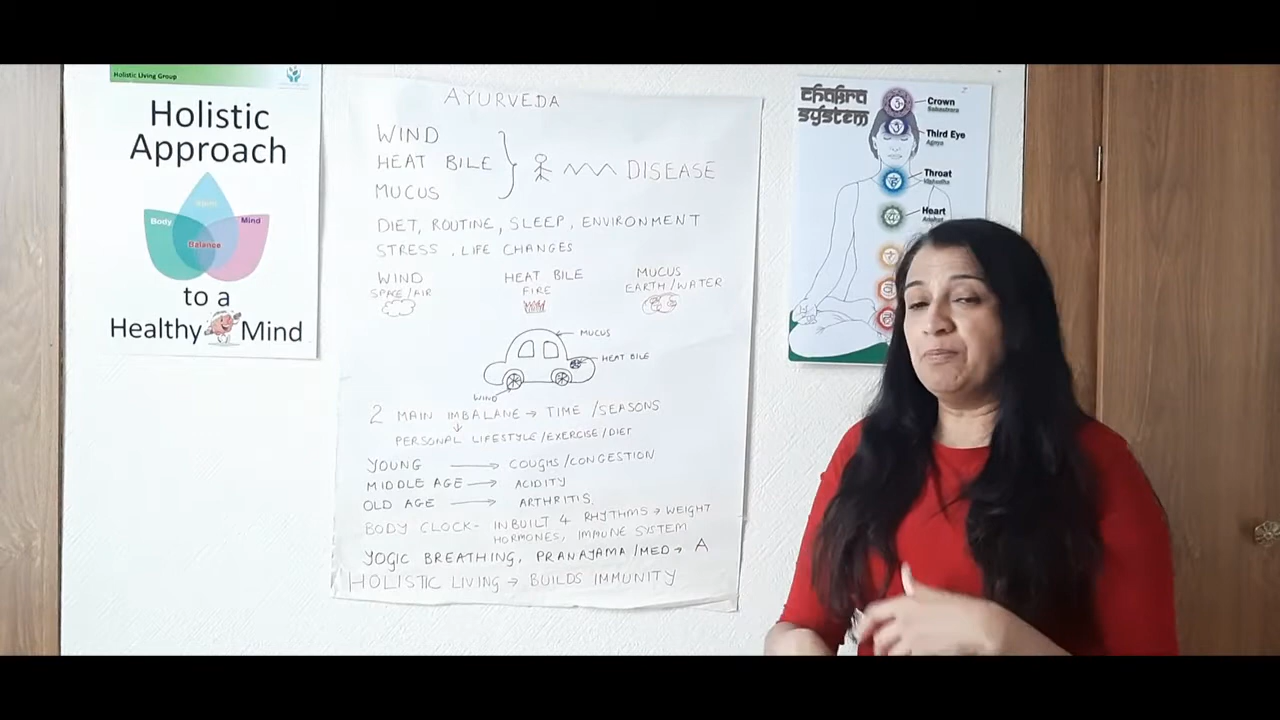 Holistic Living Group
Holistic
Approach
Spirit
Body
Mind
Balance
to a
Healthy Mind
AYURVEDA
WIND
HEAT BILE
MUCUS
DISEASE
DIET, ROUTINE, SLEEP, ENVIRONMENT
STRESS, LIFE CHANGES
WIND
SPACE/AIR
HEAT BILE
FIRE
MUCUS
EARTH/WATER
MUCUS
HEAT BILE
WIND
2 MAIN IMBALANE → TIME/SEASONS
PERSONAL LIFESTYLE/EXERCISE/DIET
YOUNG → COUGHS/CONGESTION
MIDDLE AGE → ACIDITY
OLD AGE → ARTHRITIS
BODY CLOCK - INBUILT 4 RHYTHMS → WEIGHT
HORMONES, IMMUNE SYSTEM
YOGIC BREATHING, PRANAYAMA/MED → A
HOLISTIC LIVING → BUILDS IMMUNITY
chakra
system
Crown
Third Eye
Throat
Heart